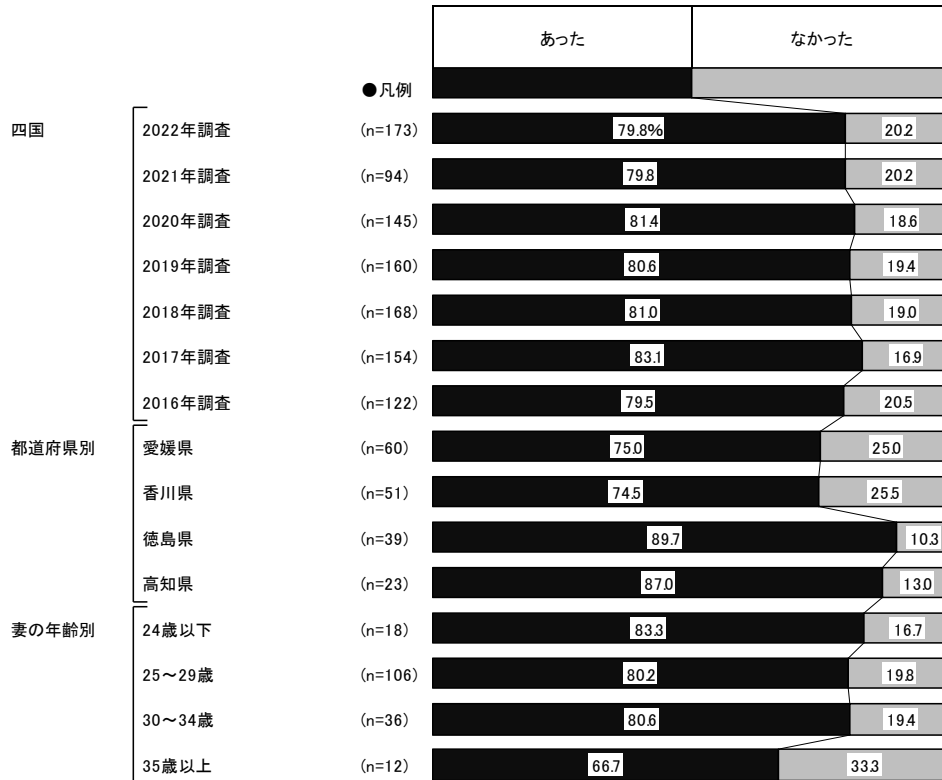 あった なかった
●凡例
四国 2022年調査 (n=173) 79.8% 20.2
2021年調査 (n=94) 79.8 20.2
2020年調査 (n=145) 81.4 18.6
2019年調査 (n=160) 80.6 19.4
2018年調査 (n=168) 81.0 19.0
2017年調査 (n=154) 83.1 16.9
2016年調査 (n=122) 79.5 20.5
都道府県別 愛媛県 (n=60) 75.0 25.0
香川県 (n=51) 74.5 25.5
徳島県 (n=39) 89.7 10.3
高知県 (n=23) 87.0 13.0
妻の年齢別 24歳以下 (n=18) 83.3 16.7
25～29歳 (n=106) 80.2 19.8
30～34歳 (n=36) 80.6 19.4
35歳以上 (n=12) 66.7 33.3